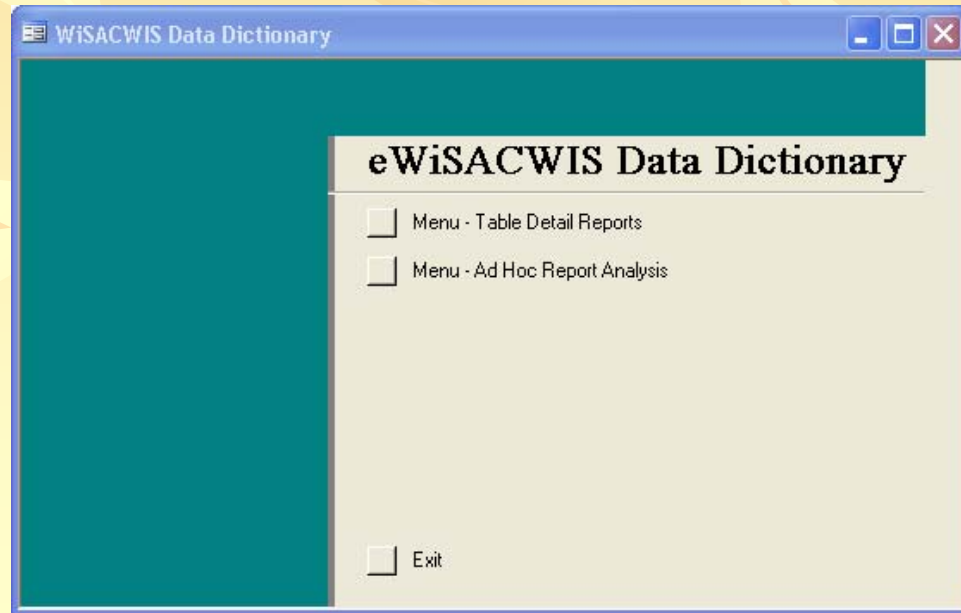 WiSACWIS Data Dictionary
eWiSACWIS Data Dictionary
Menu - Table Detail Reports
Menu - Ad Hoc Report Analysis
Exit